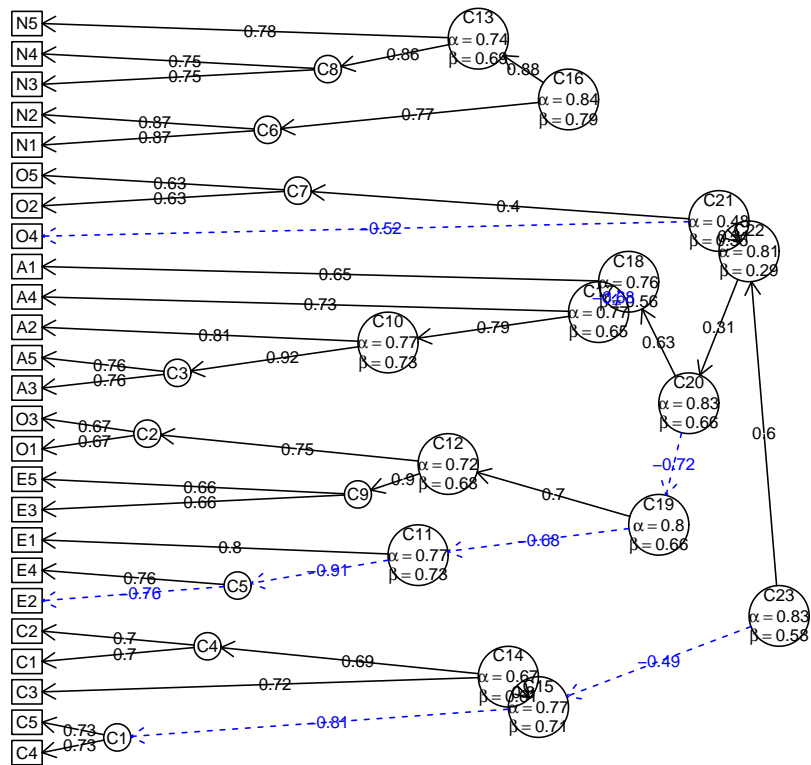 N5
N4
N3
N2
N1
O5
O2
O4
A1
A4
A2
A5
A3
O3
O1
E5
E3
E1
E4
E2
C2
C1
C3
C5
C4
0.78
0.75
0.75
0.86
0.88
0.87
0.87
0.77
0.63
0.63
0.4
−0.52
0.65
0.73
0.81
0.79
0.76
0.76
0.92
0.63
0.31
0.6
0.67
0.67
0.75
−0.72
0.9
0.66
0.66
0.7
0.8
−0.68
−0.91
0.76
−0.76
0.7
0.7
0.69
0.72
−0.49
−0.81
0.73
0.73
C13
α = 0.74
β = 0.69
C8
C16
α = 0.84
β = 0.79
C6
C7
C21
α = 0.48
α = 0.81
β = 0.29
C18
α = 0.76
α = 0.77
β = 0.65
C10
α = 0.77
β = 0.73
C3
C20
α = 0.83
β = 0.66
C2
C12
α = 0.72
β = 0.68
C9
C19
α = 0.8
β = 0.66
C11
α = 0.77
β = 0.73
C5
C23
α = 0.83
β = 0.58
C4
C14
α = 0.67
α = 0.77
β = 0.71
C1